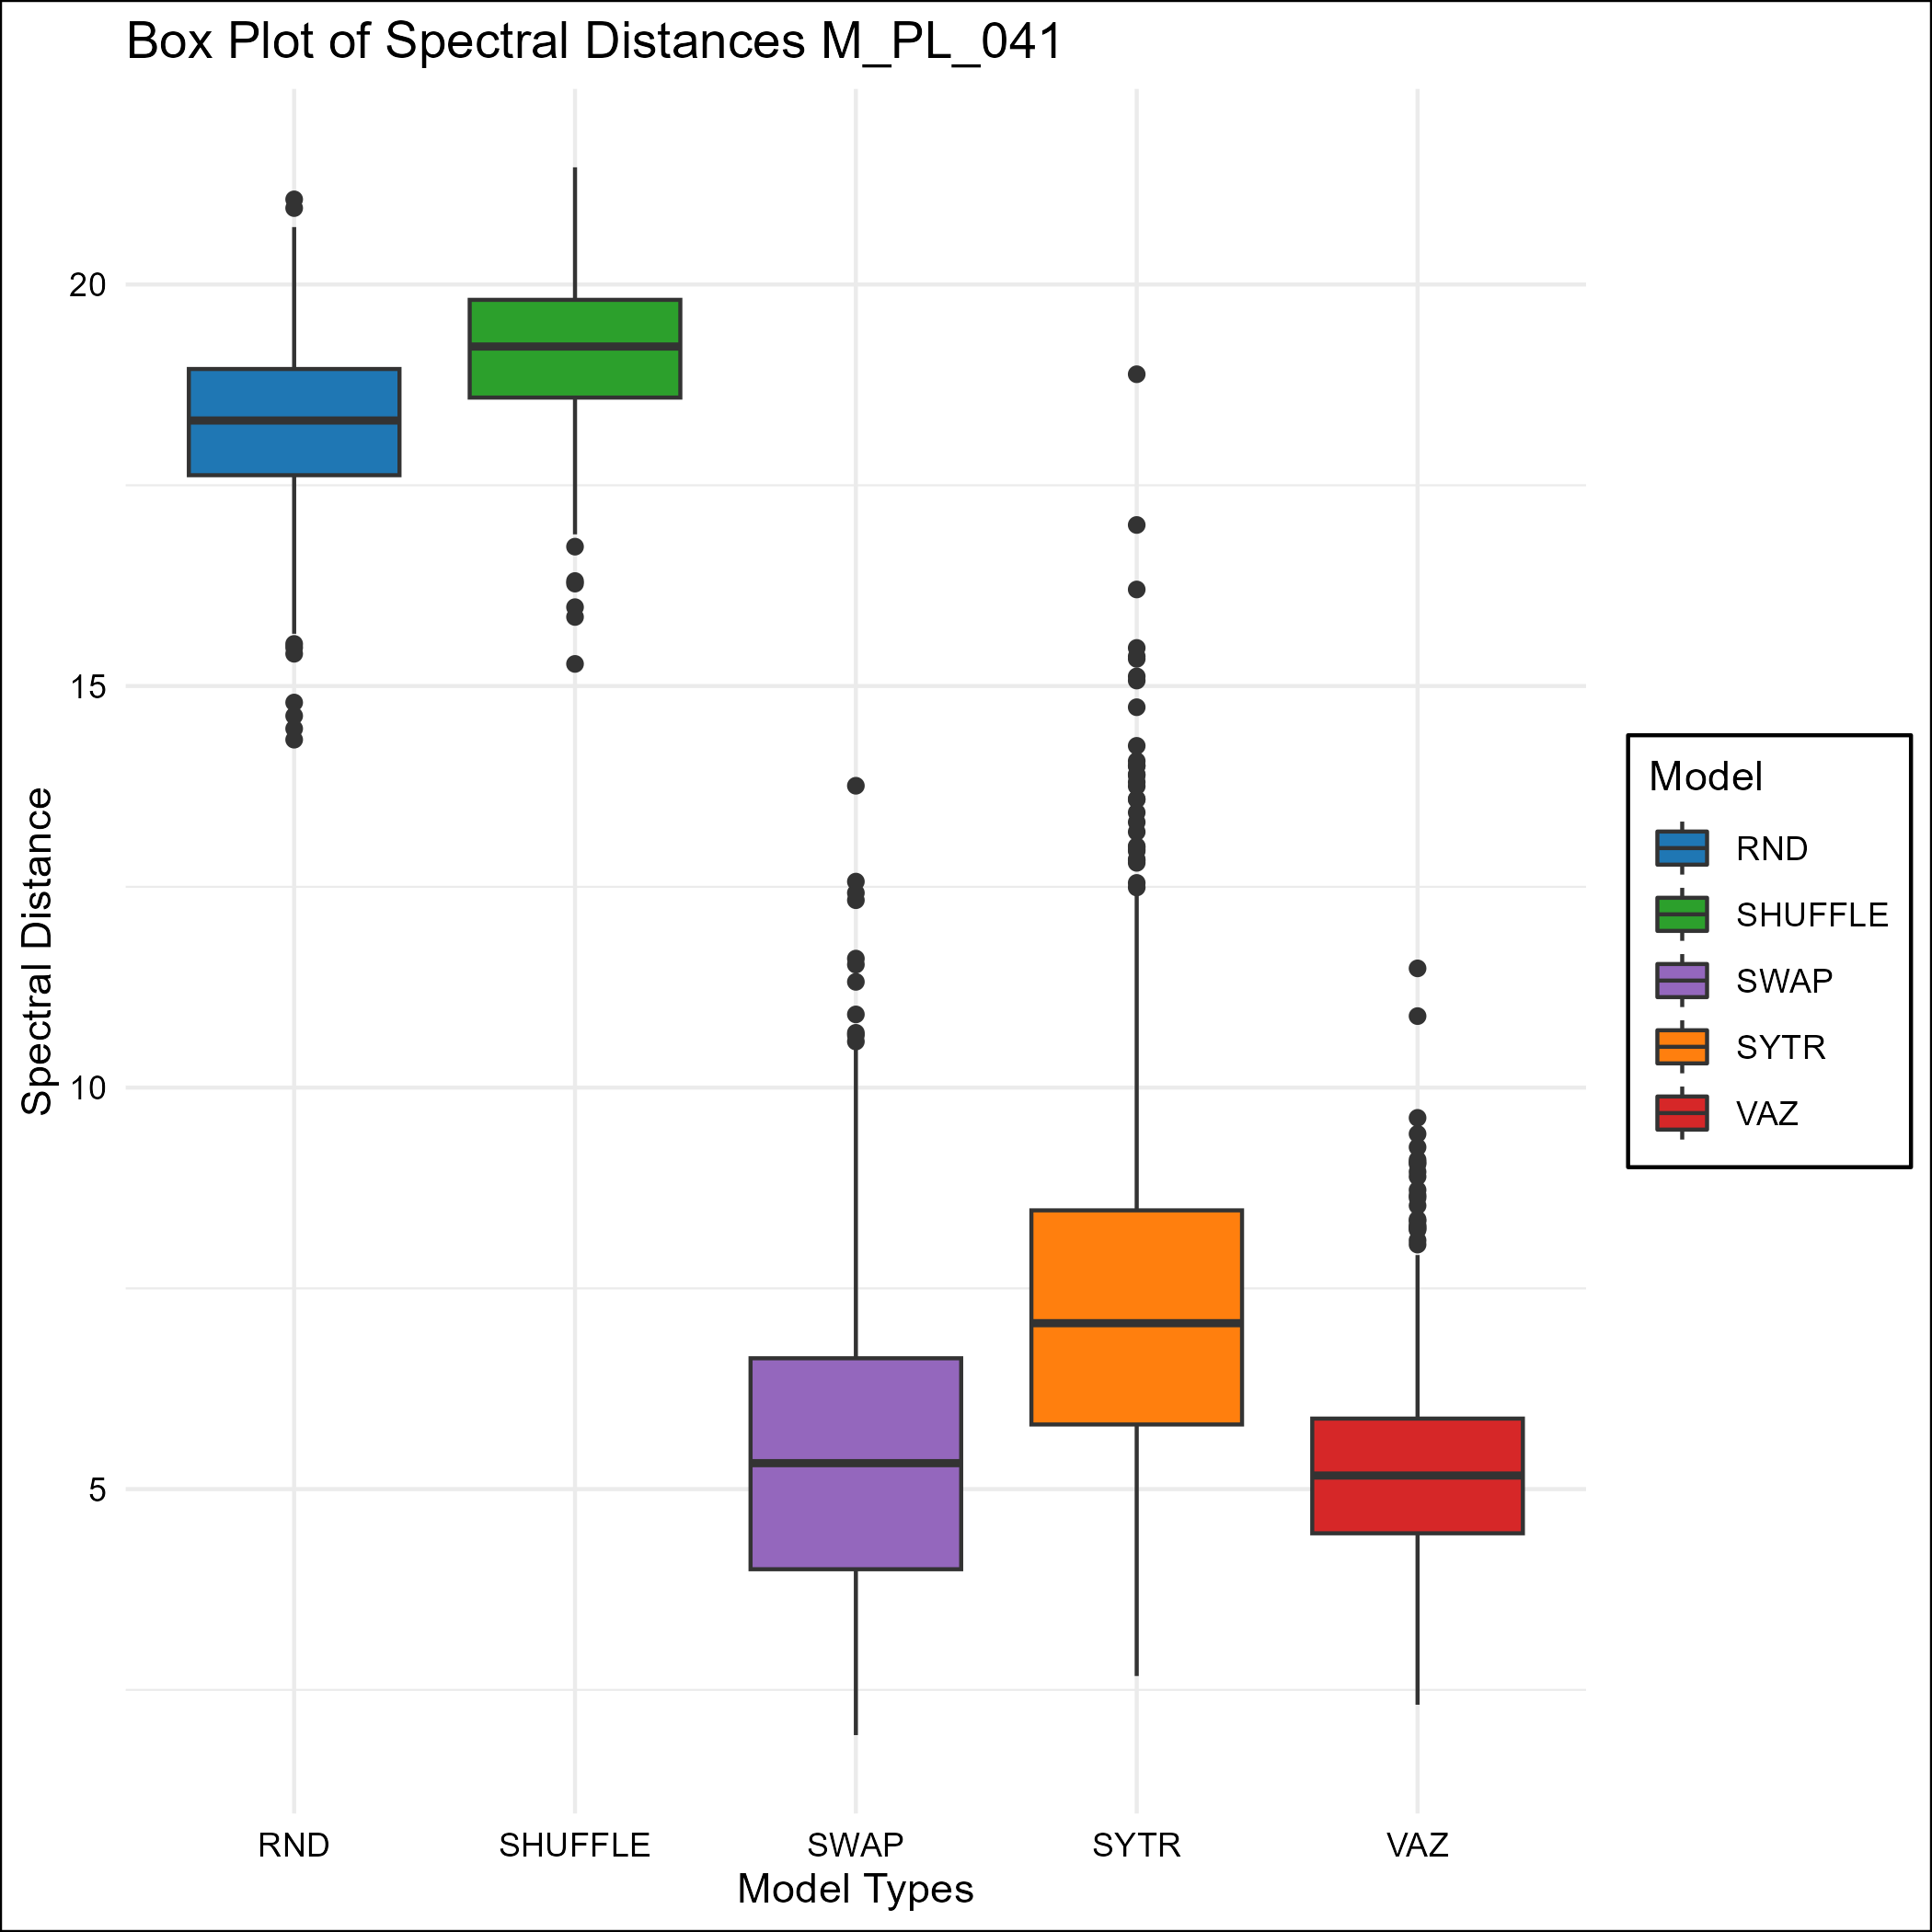 Box Plot of Spectral Distances M_PL_041
Spectral Distance
20
15
10
5
RND
SHUFFLE
SWAP
SYTR
VAZ
Model Types
Model
RND
SHUFFLE
SWAP
SYTR
VAZ